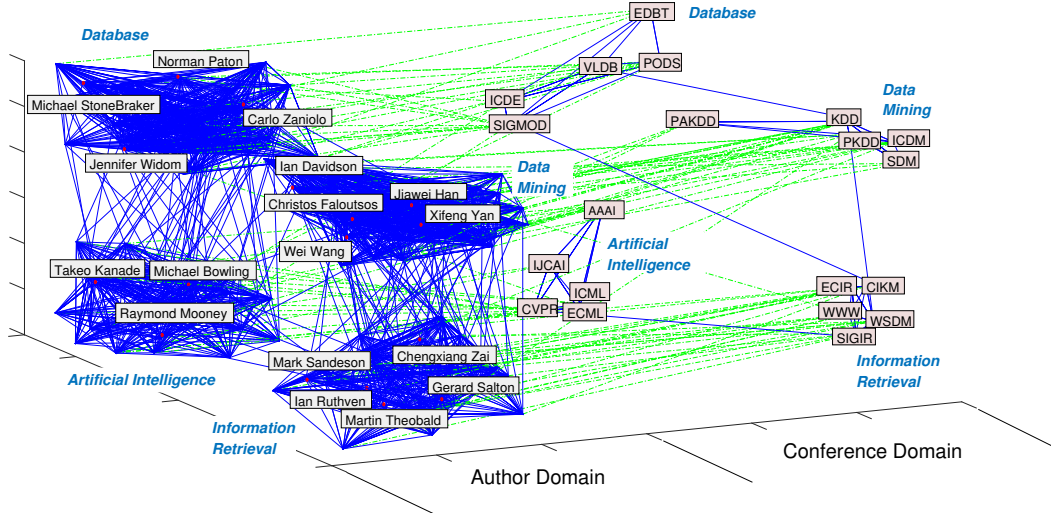 EDBT
Database
Database
Norman Paton
VLDB
PODS
Michael StoneBraker
ICDE
Data
Mining
Carlo Zaniolo
SIGMOD
PAKDD
KDD
PKDD
ICDM
SDM
Jennifer Widom
Ian Davidson
Data
Mining
Jiawei Han
Christos Faloutsos
Xifeng Yan
AAAI
Wei Wang
Artificial
Intelligence
IJCAI
Takeo Kanade
Michael Bowling
ICML
ECIR
CIKM
Raymond Mooney
CVPR
ECML
WWW
WSDM
SIGIR
Chengxiang Zai
Mark Sandeson
Information
Retrieval
Artificial Intelligence
Gerard Salton
Ian Ruthven
Martin Theobald
Information
Retrieval
Conference Domain
Author Domain